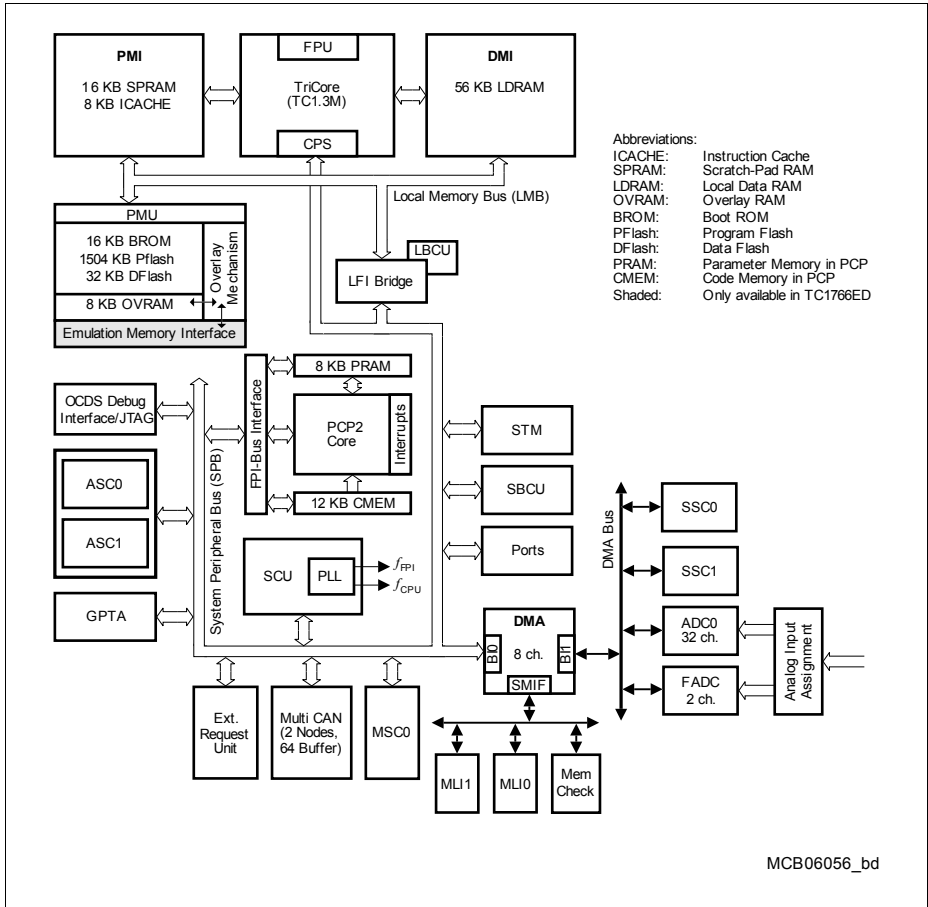 PMI
16 KB SPRAM
8 KB ICACHE
FPU
TriCore
(TC1.3M)
CPS
DMI
56 KB LDRAM
Abbreviations:
ICACHE: Instruction Cache
SPRAM: Scratch-Pad RAM
LDRAM: Local Data RAM
OVRAM: Overlay RAM
BROM: Boot ROM
PFlash: Program Flash
DFlash: Data Flash
PRAM: Parameter Memory in PCP
CMEM: Code Memory in PCP
Shaded: Only available in TC1766ED
Local Memory Bus (LMB)
PMU
16 KB BROM
1504 KB Pflash
32 KB DFlash
8 KB OVRAM
Overlay
Mechanism
Emulation Memory Interface
LBCU
LFI Bridge
OCDS Debug
Interface/JTAG
ASC0
ASC1
GPTA
System Peripheral Bus (SPB)
FPI-Bus Interface
8 KB PRAM
PCP2
Core
Interrupts
12 KB CMEM
SCU
PLL
fFPI
fCPU
STM
SBCU
Ports
DMA
BI0
8 ch.
BI1
SMIF
DMA Bus
SSC0
SSC1
ADC0
32 ch.
FADC
2 ch.
Analog Input
Assignment
Ext.
Request
Unit
Multi CAN
(2 Nodes,
64 Buffer)
MSC0
MLI1
MLI0
Mem
Check
MCB06056_bd